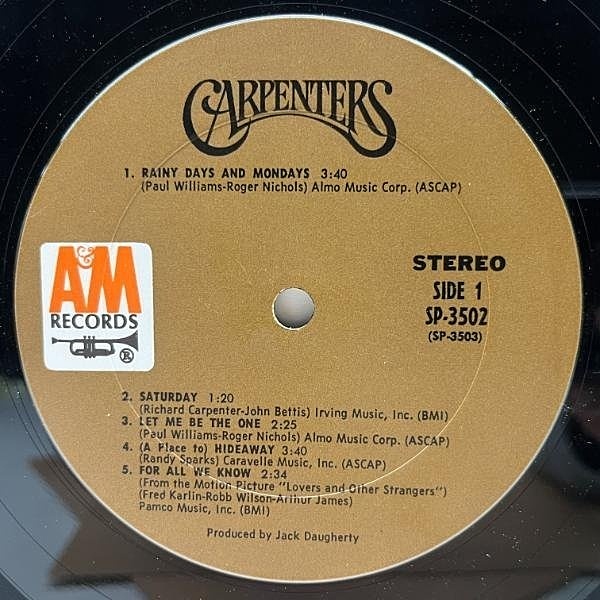 CARPENTERS
1. RAINY DAYS AND MONDAYS 3:40
(Paul Williams-Roger Nichols) Almo Music Corp. (ASCAP)
A&M
RECORDS
®
STEREO
SIDE 1
SP-3502
(SP-3503)
2. SATURDAY 1:20
(Richard Carpenter-John Bettis) Irving Music, Inc. (BMI)
3. LET ME BE THE ONE 2:25
(Paul Williams-Roger Nichols) Almo Music Corp. (ASCAP)
4. (A Place to) HIDEAWAY 3:40
(Randy Sparks) Caravelle Music, Inc. (ASCAP)
5. FOR ALL WE KNOW 2:34
(From the Motion Picture "Lovers and Other Strangers")
(Fred Karlin-Robb Wilson-Arthur James)
Pamco Music, Inc. (BMI)
Produced by Jack Daugherty